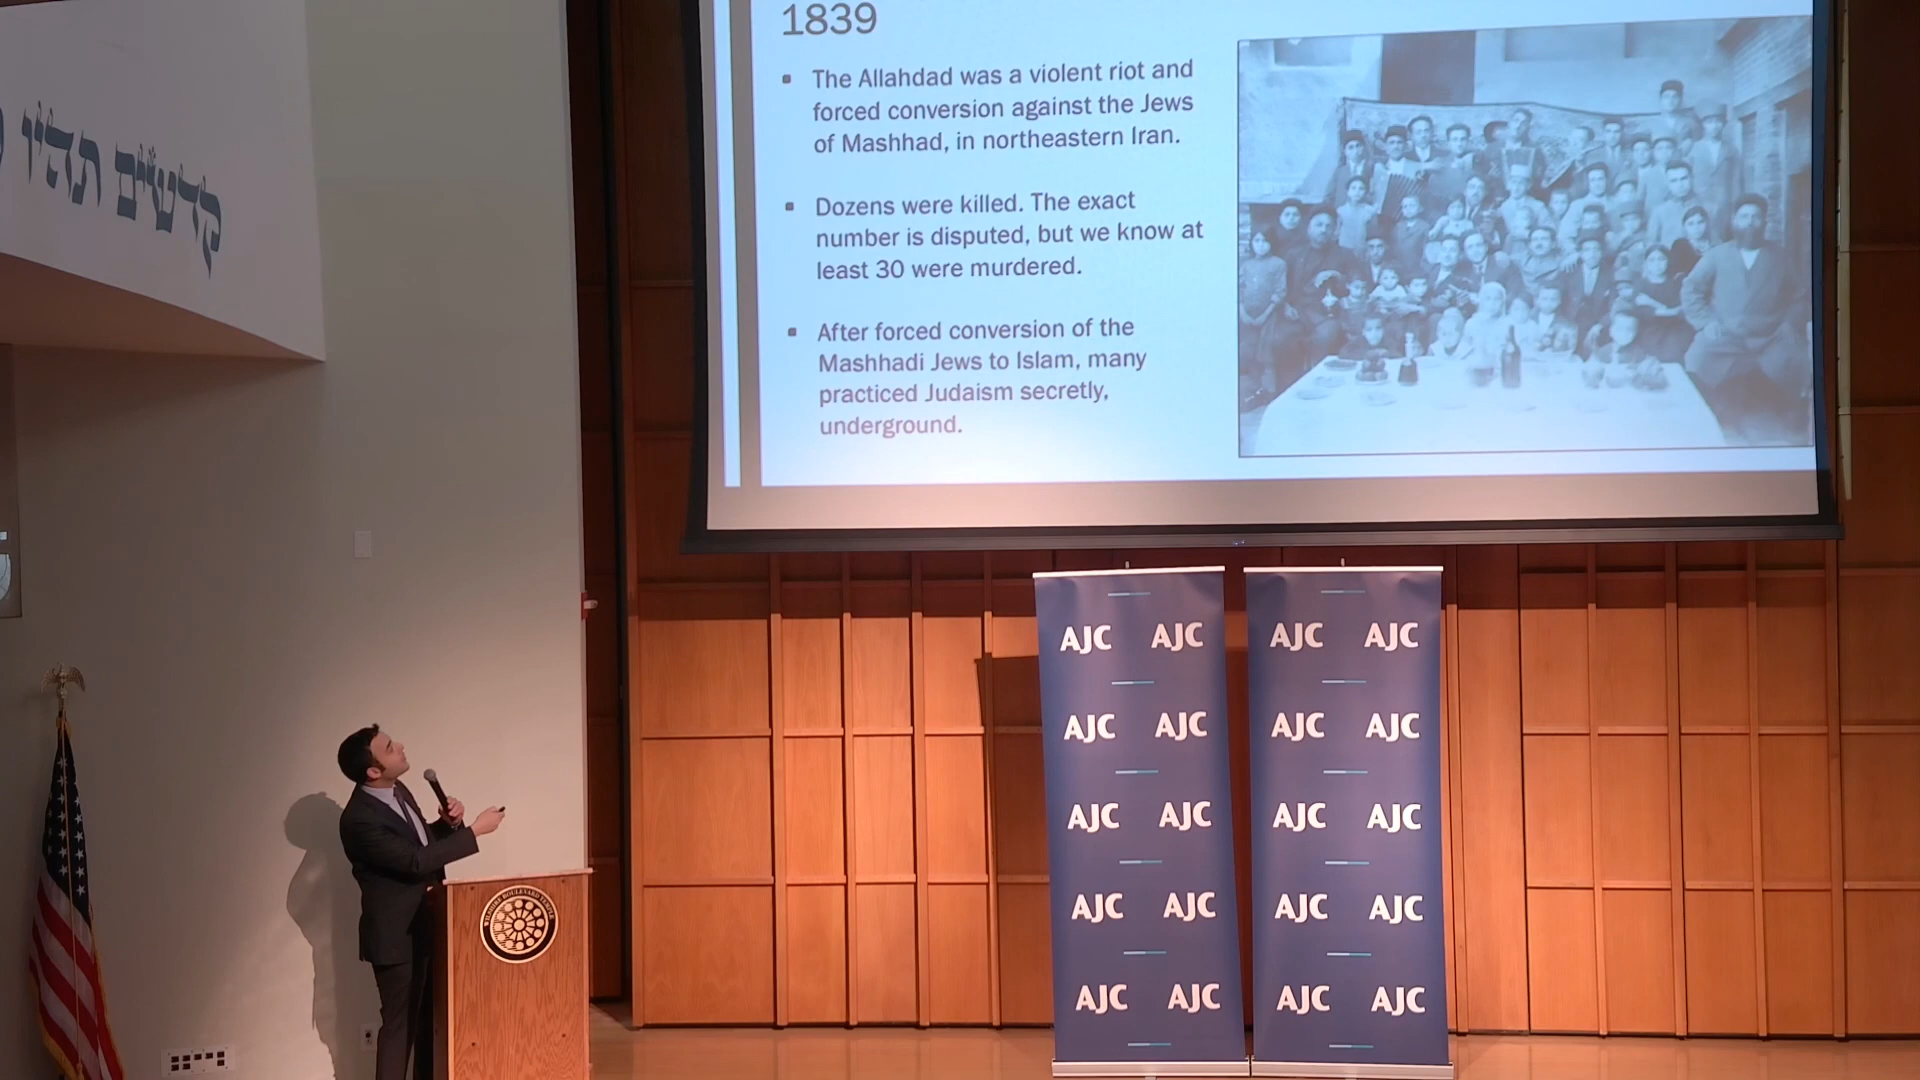 1839
▪ The Allahdad was a violent riot and
forced conversion against the Jews
of Mashhad, in northeastern Iran.
▪ Dozens were killed. The exact
number is disputed, but we know at
least 30 were murdered.
▪ After forced conversion of the
Mashhadi Jews to Islam, many
practiced Judaism secretly,
underground.
קדשים תהיו
AJC AJC AJC AJC
AJC AJC AJC AJC
AJC AJC AJC AJC
AJC AJC AJC AJC
AJC AJC AJC AJC
WILSHIRE BOULEVARD TEMPLE